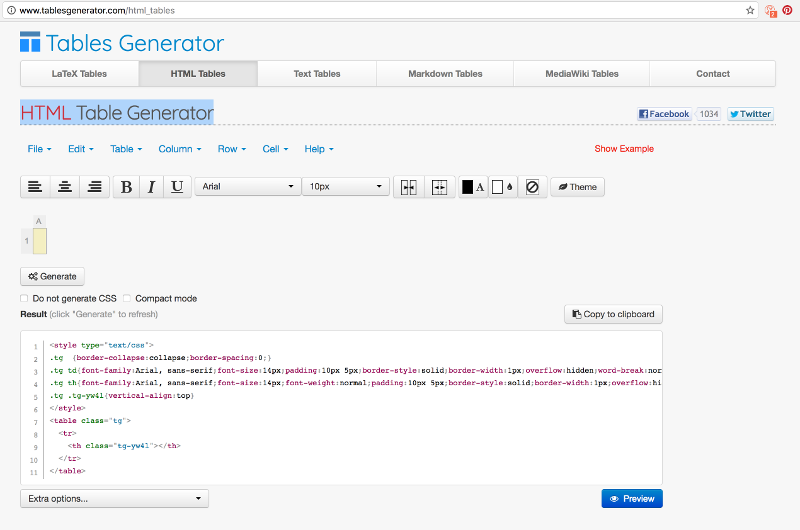 www.tablesgenerator.com/html_tables
2
Tables Generator
LaTeX Tables HTML Tables Text Tables Markdown Tables MediaWiki Tables Contact
HTML Table Generator
Facebook 1034 Twitter
File Edit Table Column Row Cell Help Show Example
B I U Arial 10px A Theme
A
1
Generate
Do not generate CSS Compact mode
Result (click "Generate" to refresh) Copy to clipboard
1 <style type="text/css">
2 .tg {border-collapse:collapse;border-spacing:0;}
3 .tg td{font-family:Arial, sans-serif;font-size:14px;padding:10px 5px;border-style:solid;border-width:1px;overflow:hidden;word-break:nor
4 .tg th{font-family:Arial, sans-serif;font-size:14px;font-weight:normal;padding:10px 5px;border-style:solid;border-width:1px;overflow:hi
5 .tg .tg-yw4l{vertical-align:top}
6 </style>
7 <table class="tg">
8 <tr>
9 <th class="tg-yw4l"></th>
10 </tr>
11 </table>
Extra options... Preview